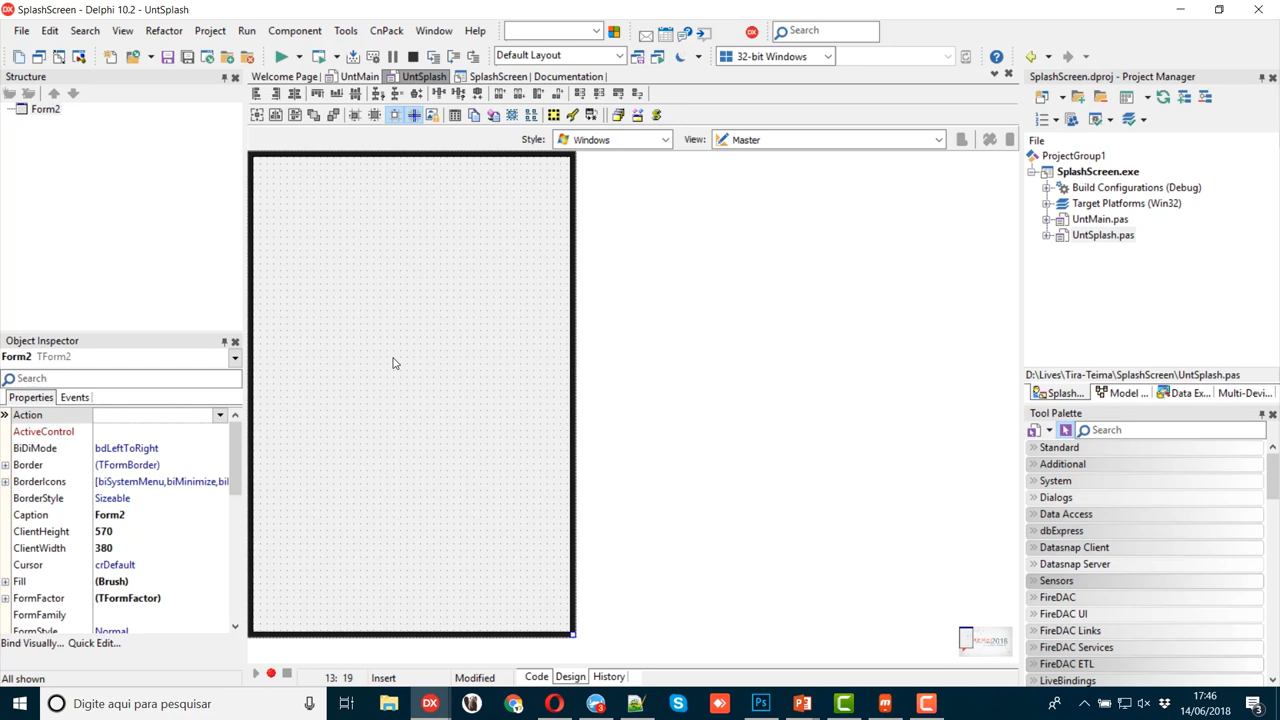 SplashScreen - Delphi 10.2 - UntSplash
File Edit Search View Refactor Project Run Component Tools CnPack Window Help
Search
Default Layout
32-bit Windows
Structure
Welcome Page UntMain UntSplash SplashScreen Documentation
SplashScreen.dproj - Project Manager
Form2
Style: Windows View: Master
File
ProjectGroup1
SplashScreen.exe
Build Configurations (Debug)
Target Platforms (Win32)
UntMain.pas
UntSplash.pas
Object Inspector
Form2 TForm2
Search
Properties Events
Action
ActiveControl
BiDiMode bdLeftToRight
Border (TFormBorder)
BorderIcons [biSystemMenu,biMinimize,bi
BorderStyle Sizeable
Caption Form2
ClientHeight 570
ClientWidth 380
Cursor crDefault
Fill (Brush)
FormFactor (TFormFactor)
FormFamily
FormStyle Normal
Bind Visually... Quick Edit...
All shown
D:\Lives\Tira-Teima\SplashScreen\UntSplash.pas
Splash... Model ... Data Ex... Multi-Devi...
Tool Palette
Search
Standard
Additional
System
Dialogs
Data Access
dbExpress
Datasnap Client
Datasnap Server
Sensors
FireDAC
FireDAC UI
FireDAC Links
FireDAC Services
FireDAC ETL
LiveBindings
13: 19 Insert Modified Code Design History
Digite aqui para pesquisar
17:46
14/06/2018
3